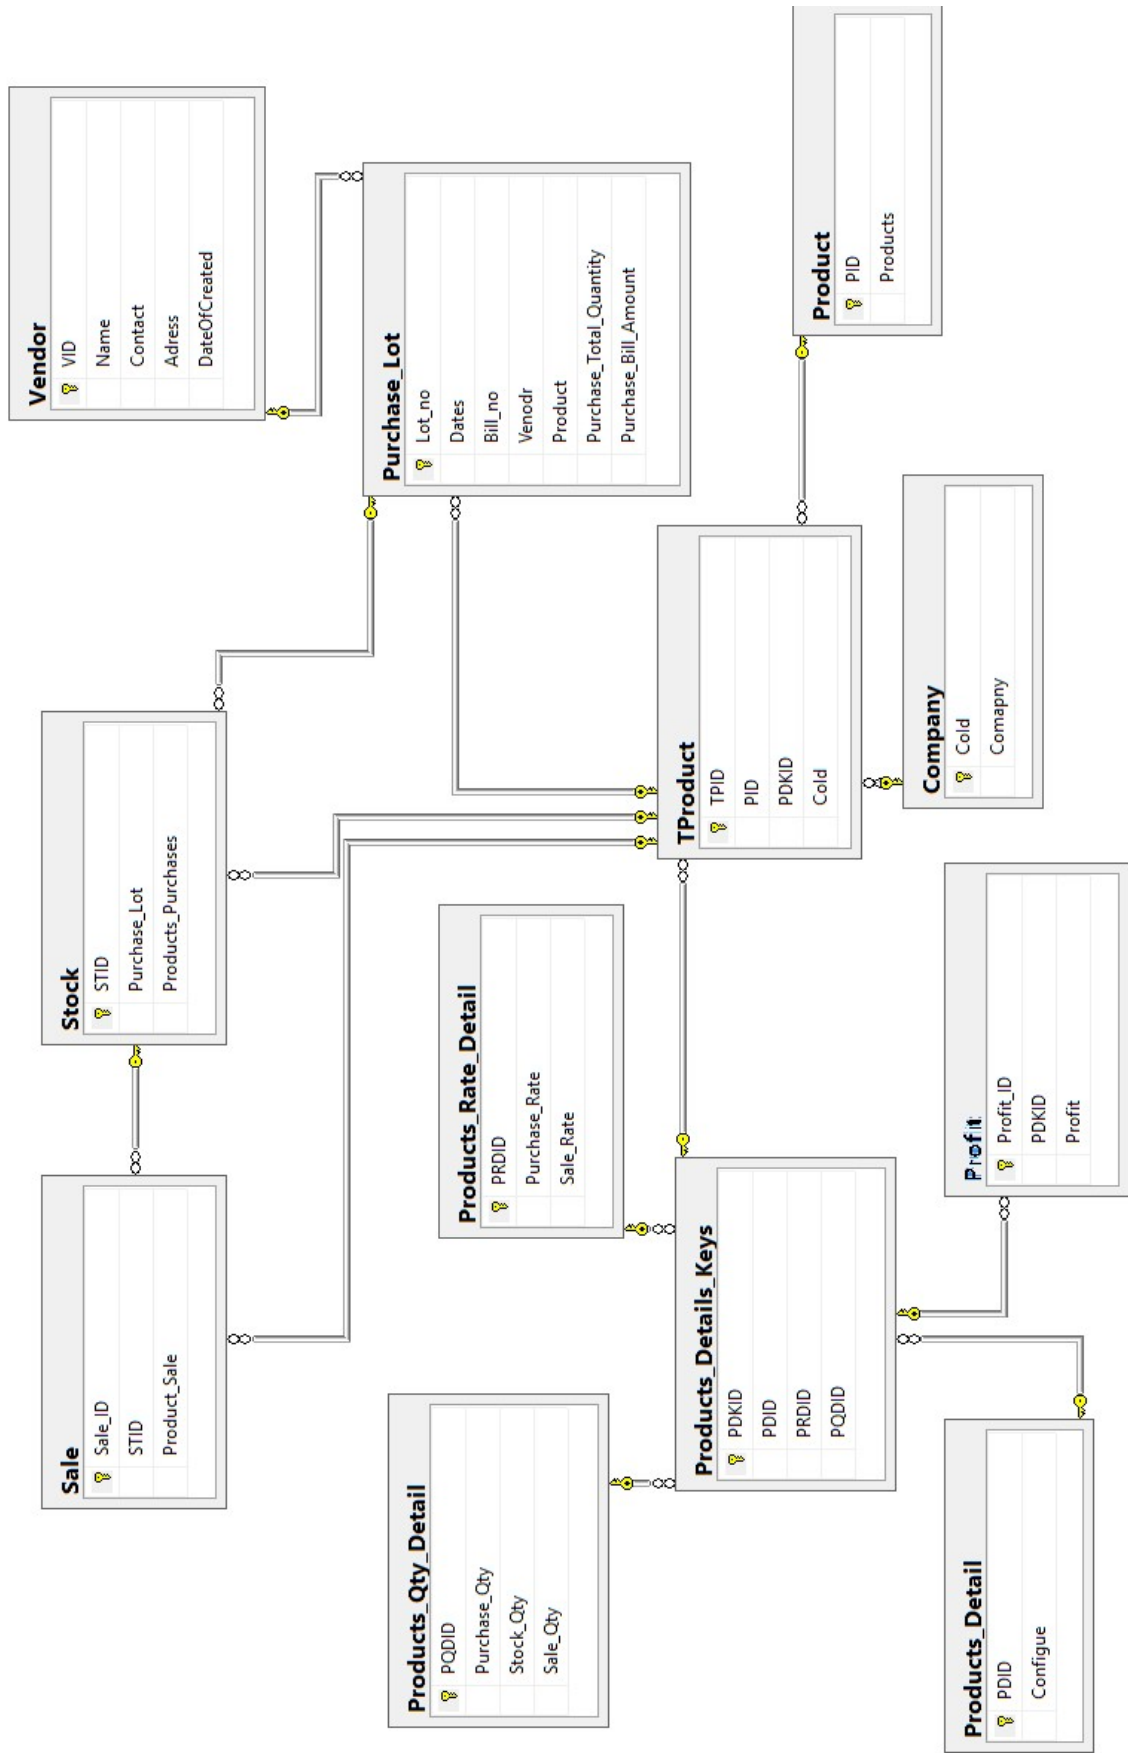 Sale
Sale_ID
STID
Product_Sale
Stock
STID
Purchase_Lot
Products_Purchases
Vendor
VID
Name
Contact
Adress
DateOfCreated
Products_Qty_Detail
PQDID
Purchase_Qty
Stock_Qty
Sale_Qty
Products_Rate_Detail
PRDID
Purchase_Rate
Sale_Rate
Purchase_Lot
Lot_no
Dates
Bill_no
Venodr
Product
Purchase_Total_Quantity
Purchase_Bill_Amount
Products_Details_Keys
PDKID
PDID
PRDID
PQDID
TProduct
TPID
PID
PDKID
CoId
Product
PID
Products
Products_Detail
PDID
Configue
Profit
Profit_ID
PDKID
Profit
Company
CoId
Comapny